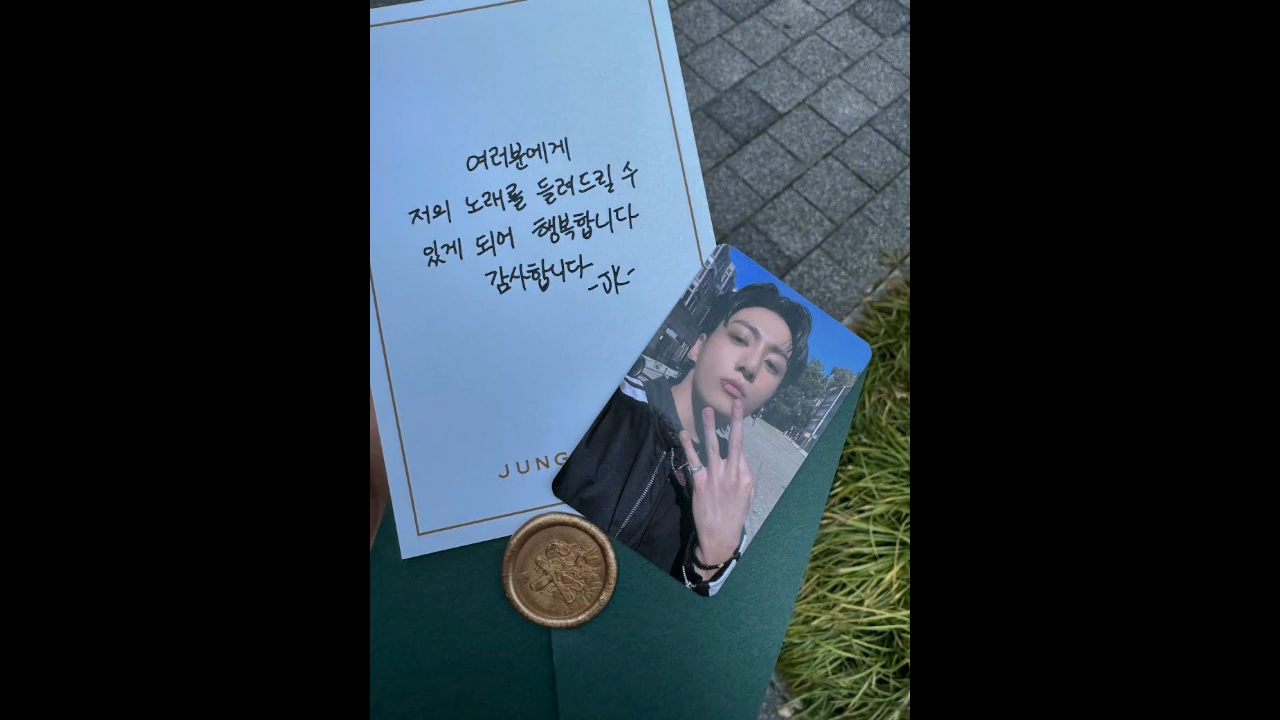 여러분에게
저의 노래를 들려드릴 수
있게 되어 행복합니다
감사합니다
-JK-
JUNG